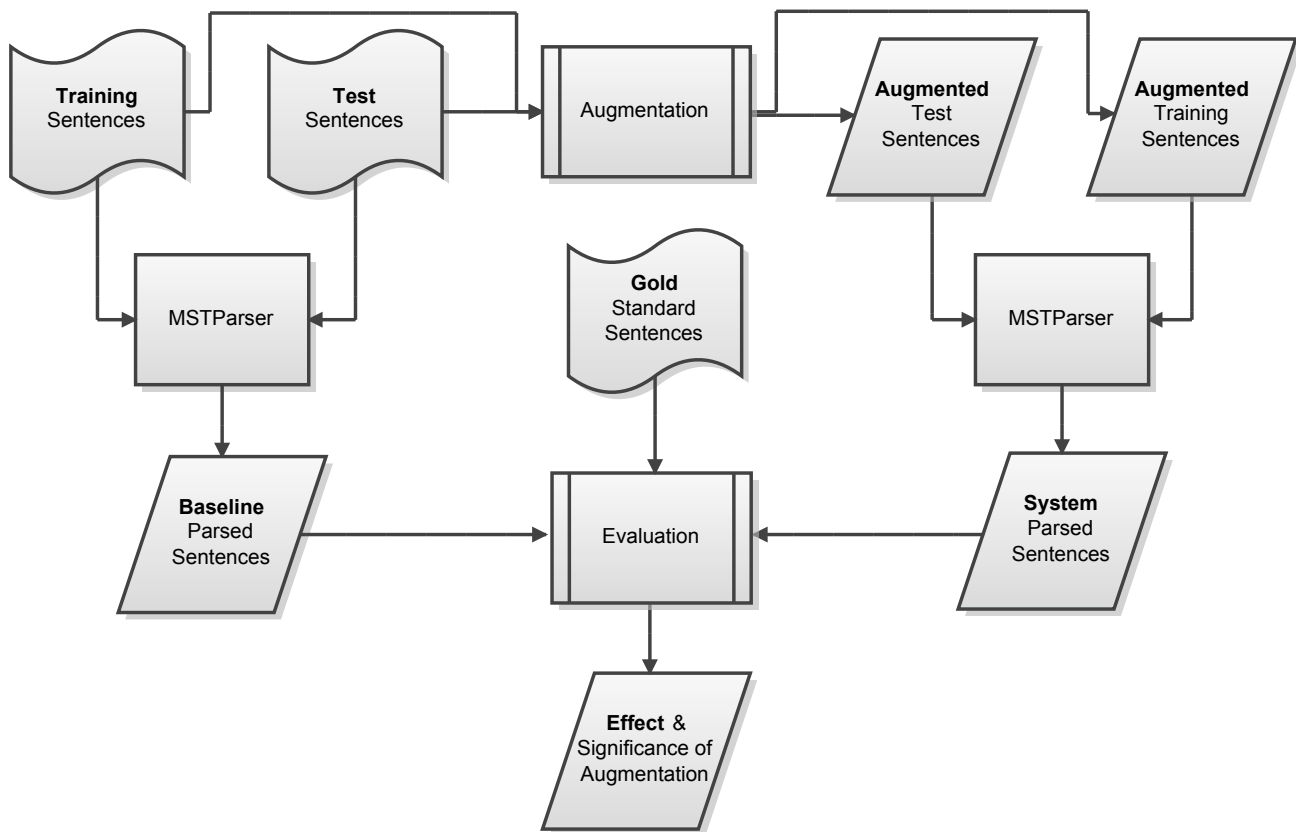 Training
Sentences
Test
Sentences
Augmentation
Augmented
Test
Sentences
Augmented
Training
Sentences
MSTParser
Gold
Standard
Sentences
MSTParser
Baseline
Parsed
Sentences
Evaluation
System
Parsed
Sentences
Effect &
Significance of
Augmentation